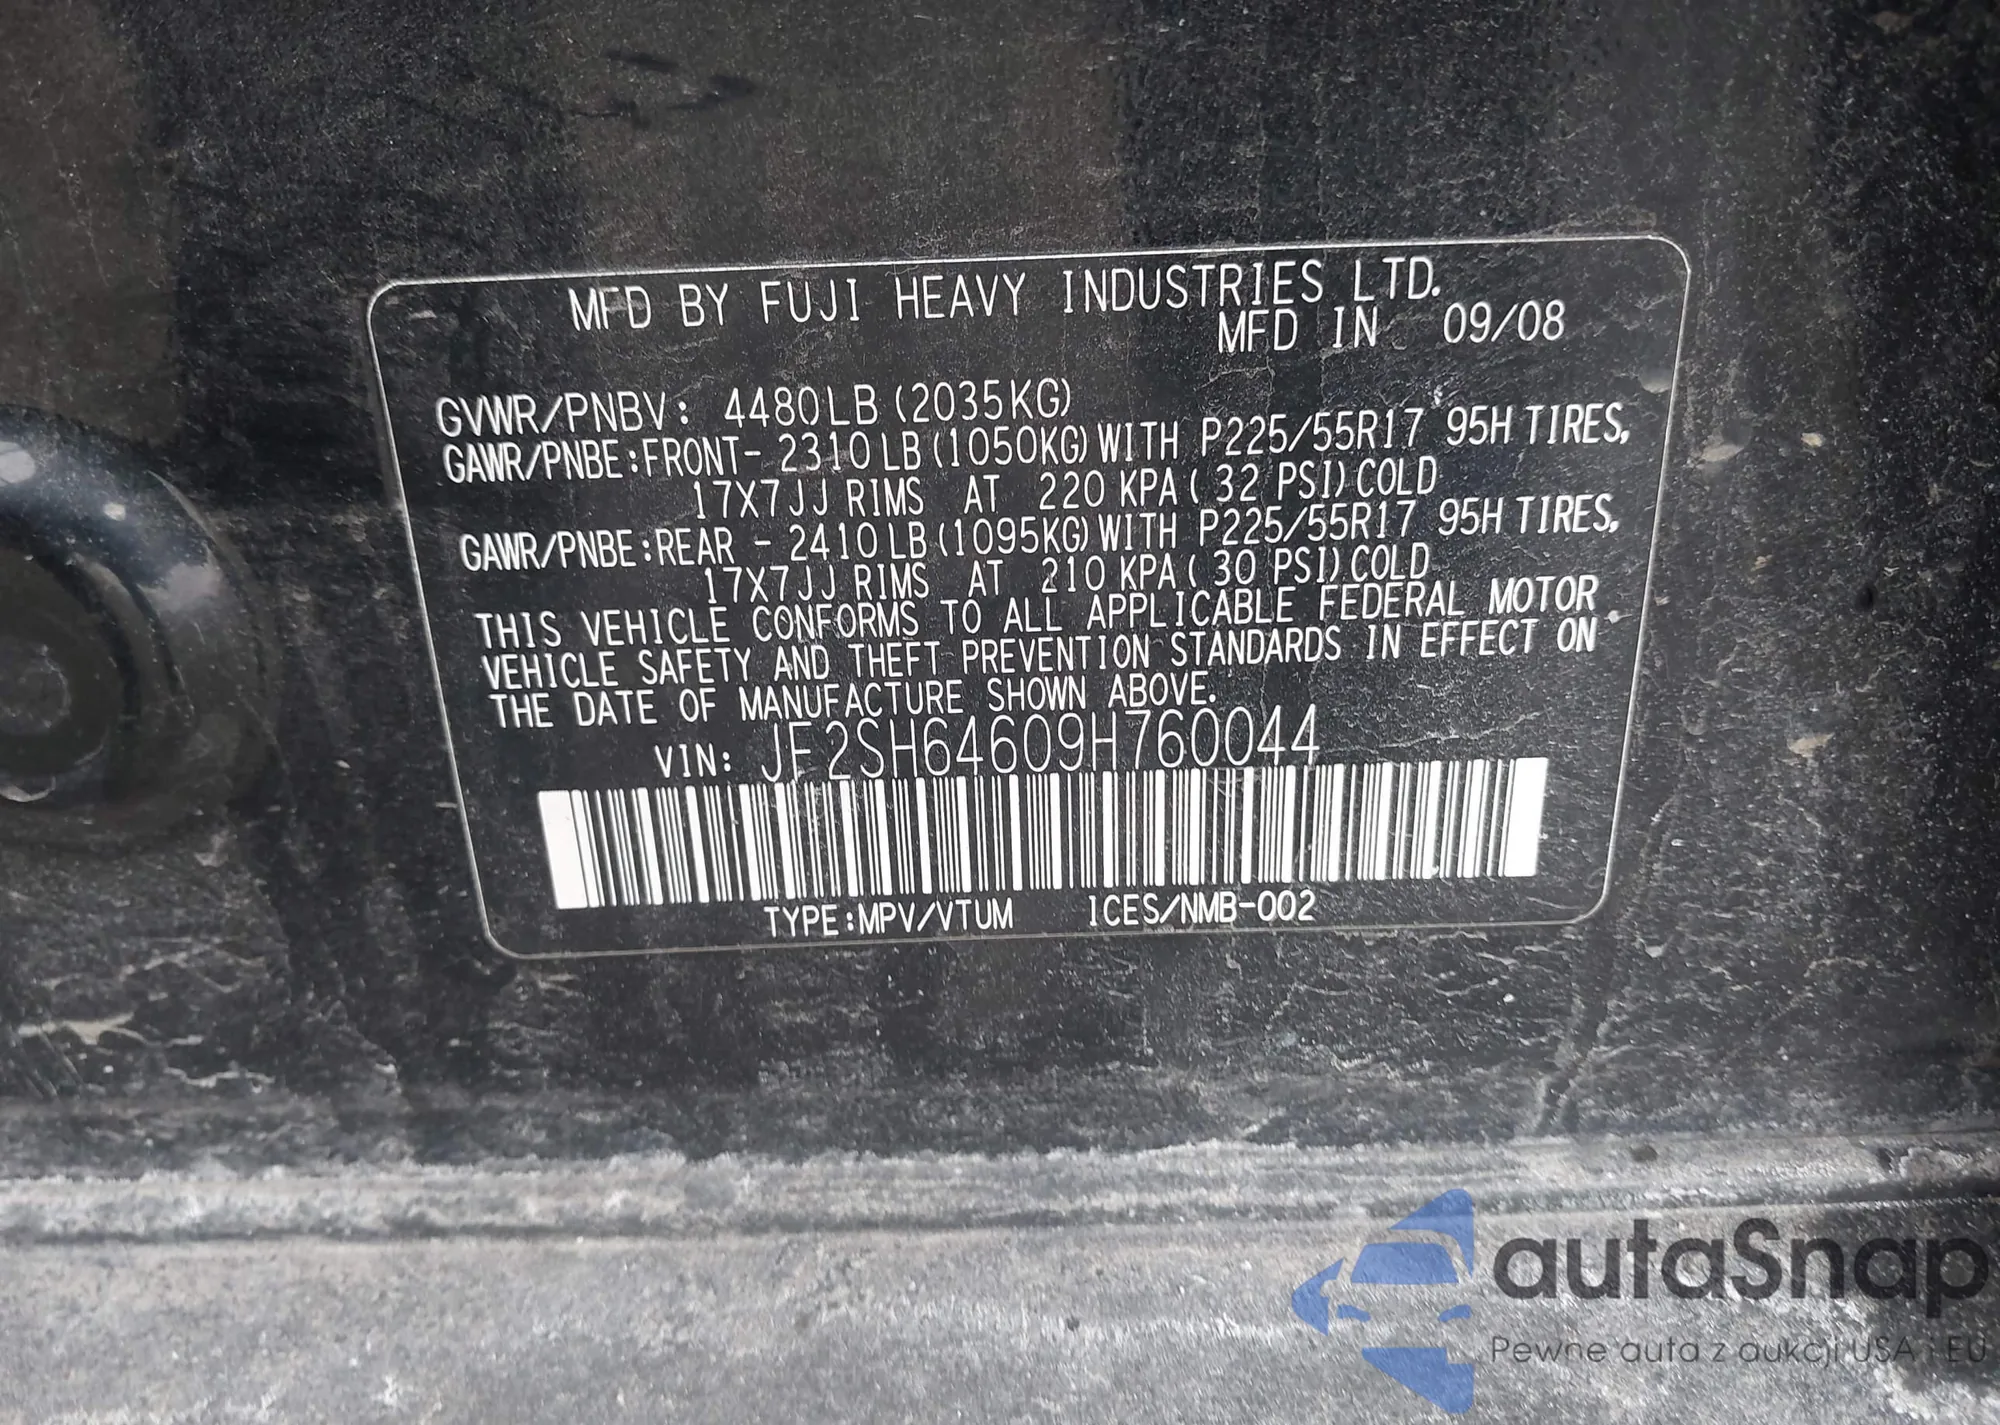 MFD BY FUJI HEAVY INDUSTRIES LTD.
MFD IN 09/08
GVWR/PNBV: 4480LB (2035KG)
GAWR/PNBE:FRONT- 2310LB (1050KG) WITH P225/55R17 95H TIRES,
17X7JJ RIMS AT 220 KPA ( 32 PSI) COLD
GAWR/PNBE:REAR - 2410LB (1095KG) WITH P225/55R17 95H TIRES,
17X7JJ RIMS AT 210 KPA ( 30 PSI) COLD
THIS VEHICLE CONFORMS TO ALL APPLICABLE FEDERAL MOTOR
VEHICLE SAFETY AND THEFT PREVENTION STANDARDS IN EFFECT ON
THE DATE OF MANUFACTURE SHOWN ABOVE.
VIN: JF2SH64609H760044
TYPE:MPV/VTUM ICES/NMB-002
autaSnap
Pewne auta z aukcji USA i EU